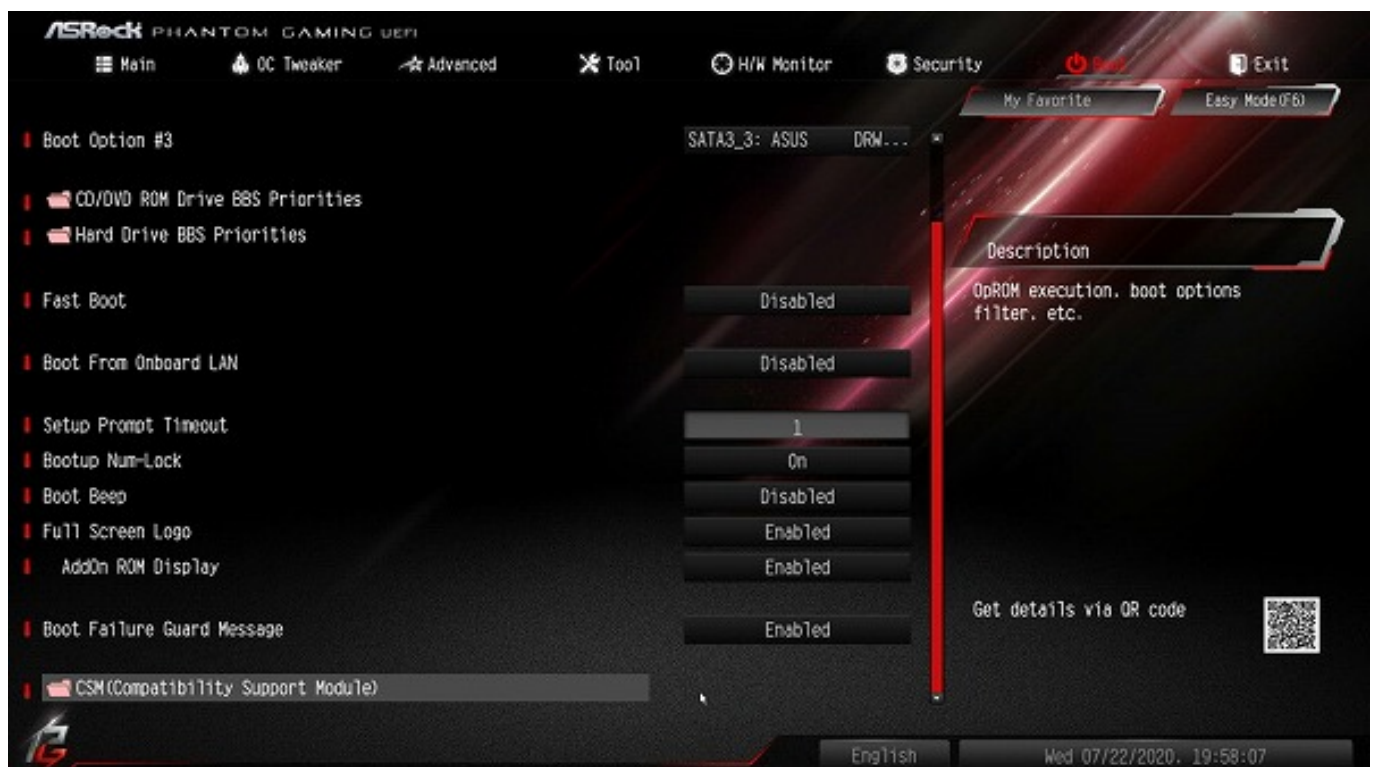 ASRock PHANTOM GAMING UEFI
Main OC Tweaker Advanced Tool H/W Monitor Security Boot Exit
My Favorite Easy Mode(F6)
Boot Option #3 SATA3_3: ASUS DRW...
CD/DVD ROM Drive BBS Priorities
Hard Drive BBS Priorities
Description
Fast Boot Disabled
OpROM execution. boot options
filter. etc.
Boot From Onboard LAN Disabled
Setup Prompt Timeout 1
Bootup Num-Lock On
Boot Beep Disabled
Full Screen Logo Enabled
AddOn ROM Display Enabled
Get details via QR code
Boot Failure Guard Message Enabled
CSM(Compatibility Support Module)
English Wed 07/22/2020. 19:58:07